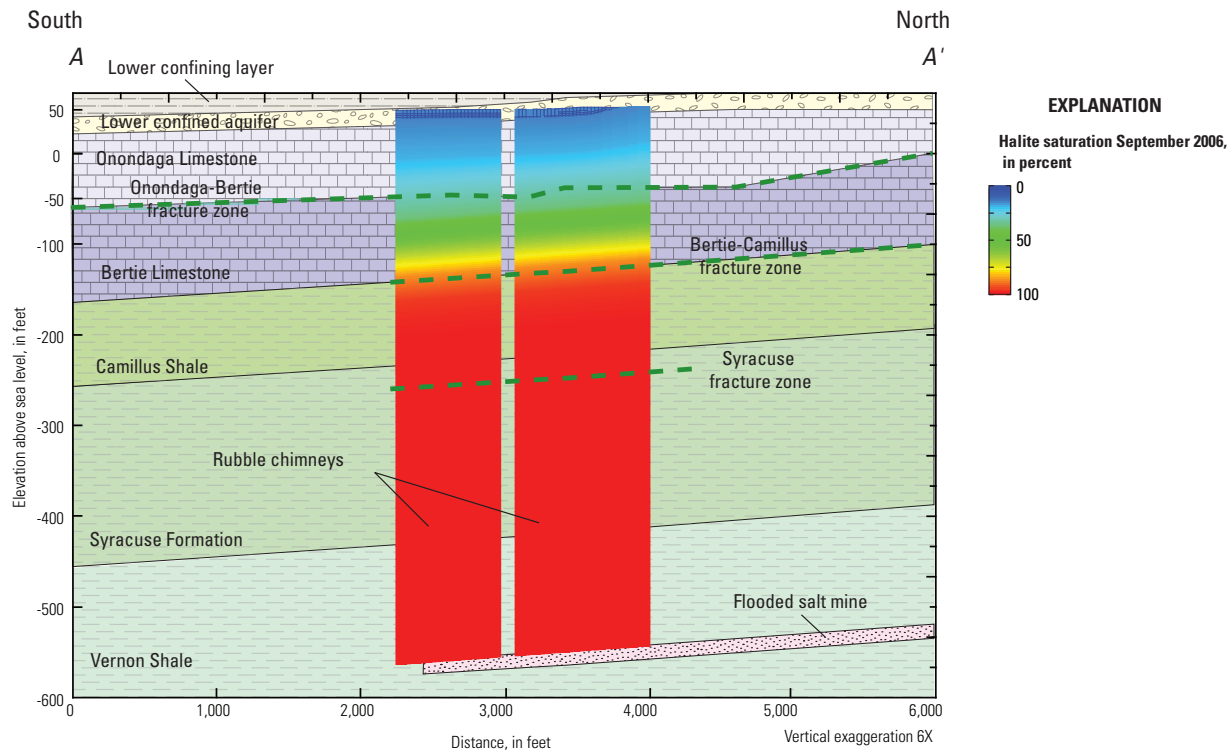 South
North
A
A'
Lower confining layer
Lower confined aquifer
Onondaga Limestone
Onondaga-Bertie
fracture zone
Bertie Limestone
Bertie-Camillus
fracture zone
Camillus Shale
Syracuse
fracture zone
Rubble chimneys
Syracuse Formation
Flooded salt mine
Vernon Shale
Elevation above sea level, in feet
50
0
-50
-100
-200
-300
-400
-500
-600
0
1,000
2,000
3,000
4,000
5,000
6,000
Distance, in feet
Vertical exaggeration 6X
EXPLANATION
Halite saturation September 2006,
in percent
0
50
100